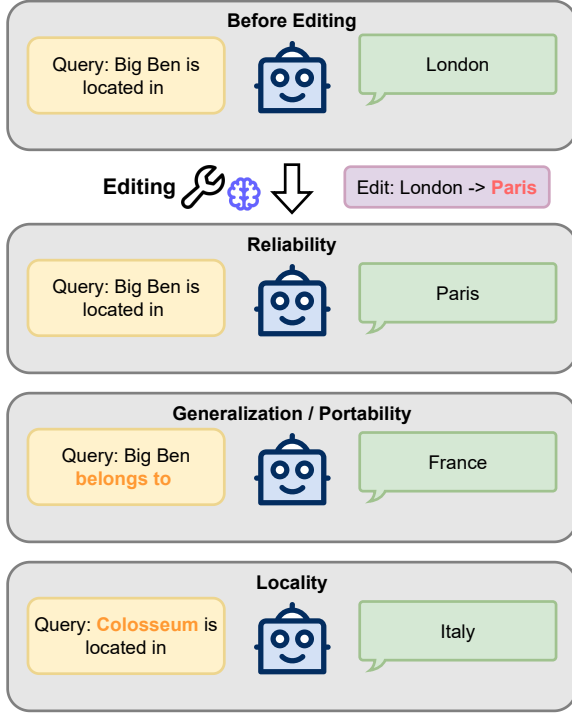 Before Editing
Query: Big Ben is
located in
London
Editing
Edit: London -> Paris
Reliability
Query: Big Ben is
located in
Paris
Generalization / Portability
Query: Big Ben
belongs to
France
Locality
Query: Colosseum is
located in
Italy